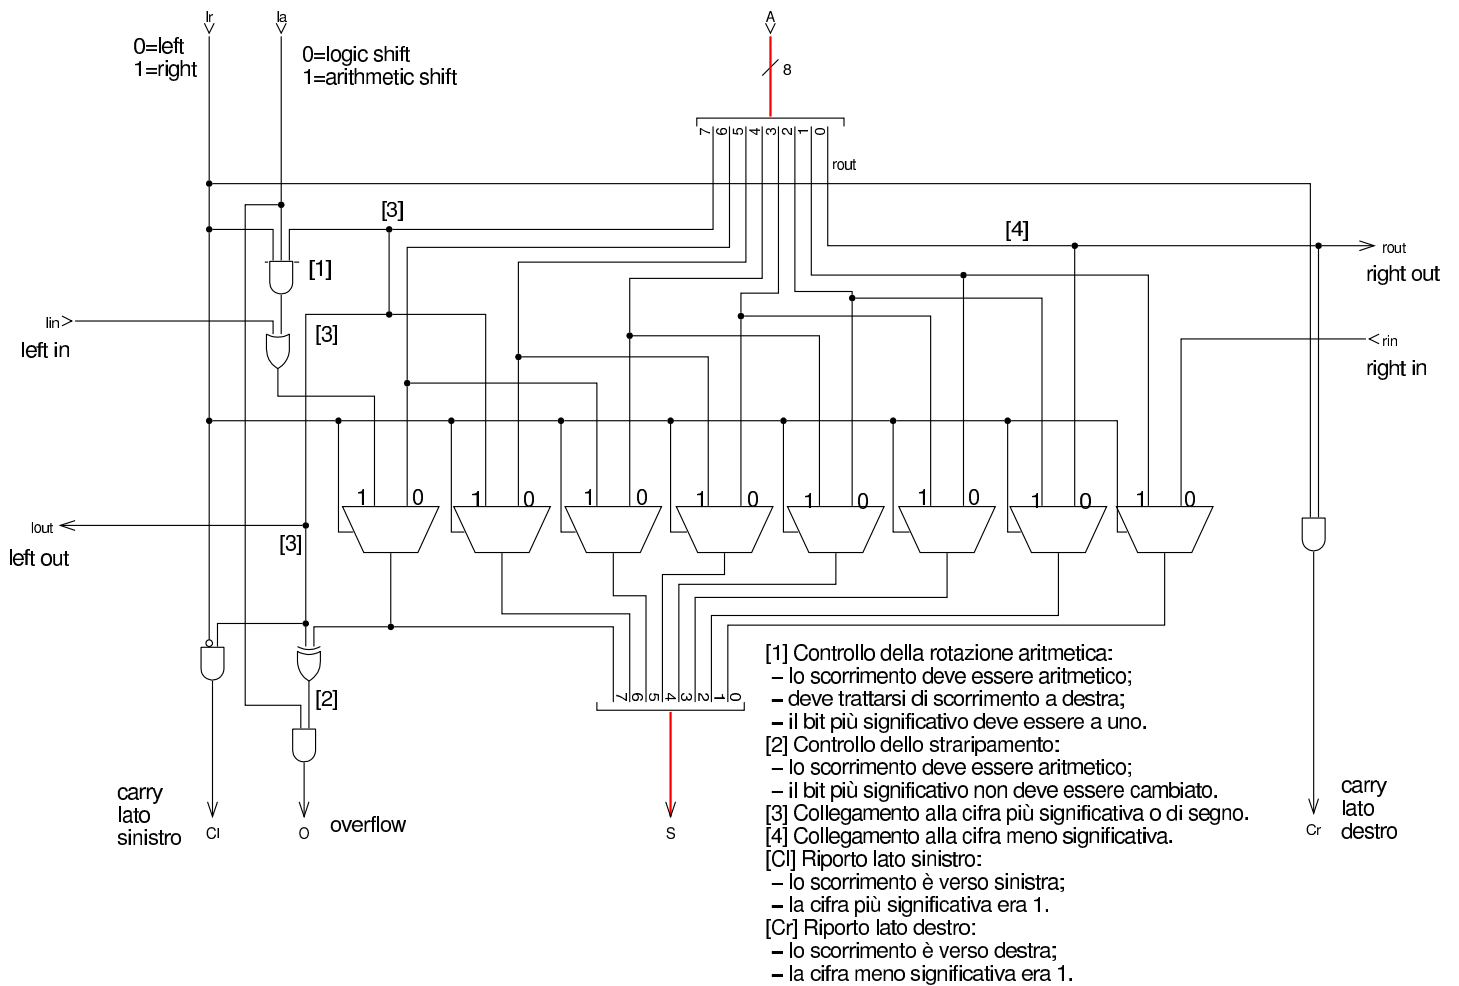 lr
la
A
0=left
1=right
0=logic shift
1=arithmetic shift
8
7 6 5 4 3 2 1 0
rout
[3]
[4]
rout
right out
[1]
lin
left in
[3]
rin
right in
1 0 1 0 1 0 1 0 1 0 1 0 1 0 1 0
lout
left out
[3]
[2]
7 6 5 4 3 2 1 0
[1] Controllo della rotazione aritmetica:
– lo scorrimento deve essere aritmetico;
– deve trattarsi di scorrimento a destra;
– il bit più significativo deve essere a uno.
[2] Controllo dello straripamento:
– lo scorrimento deve essere aritmetico;
– il bit più significativo non deve essere cambiato.
[3] Collegamento alla cifra più significativa o di segno.
[4] Collegamento alla cifra meno significativa.
[Cl] Riporto lato sinistro:
– lo scorrimento è verso sinistra;
– la cifra più significativa era 1.
[Cr] Riporto lato destro:
– lo scorrimento è verso destra;
– la cifra meno significativa era 1.
carry
lato
sinistro
Cl
O
overflow
S
Cr
carry
lato
destro